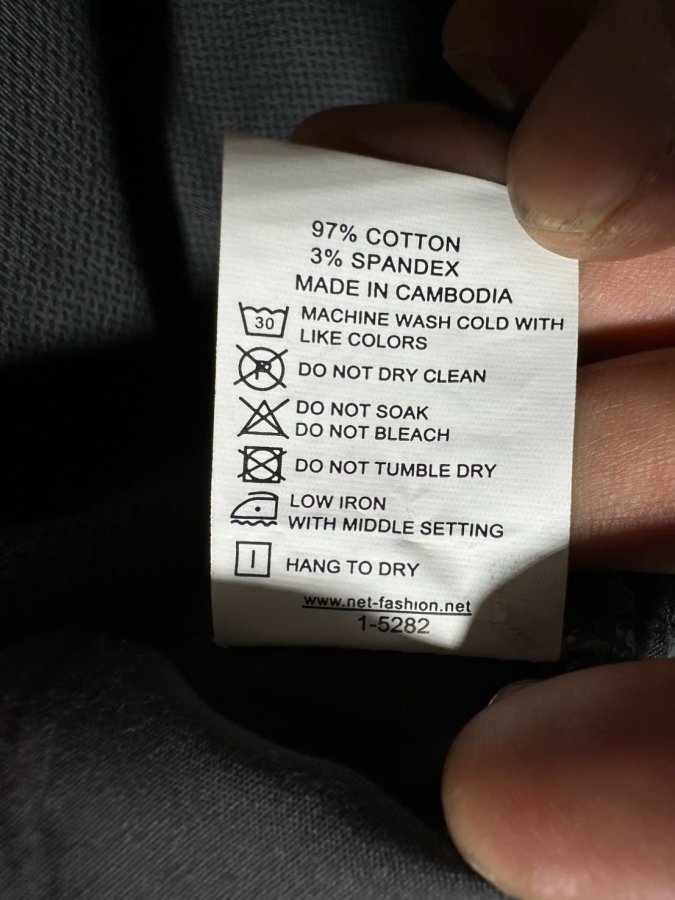 97% COTTON
3% SPANDEX
MADE IN CAMBODIA
30 MACHINE WASH COLD WITH
LIKE COLORS
P DO NOT DRY CLEAN
DO NOT SOAK
DO NOT BLEACH
DO NOT TUMBLE DRY
LOW IRON
WITH MIDDLE SETTING
HANG TO DRY
www.net-fashion.net
1-5282